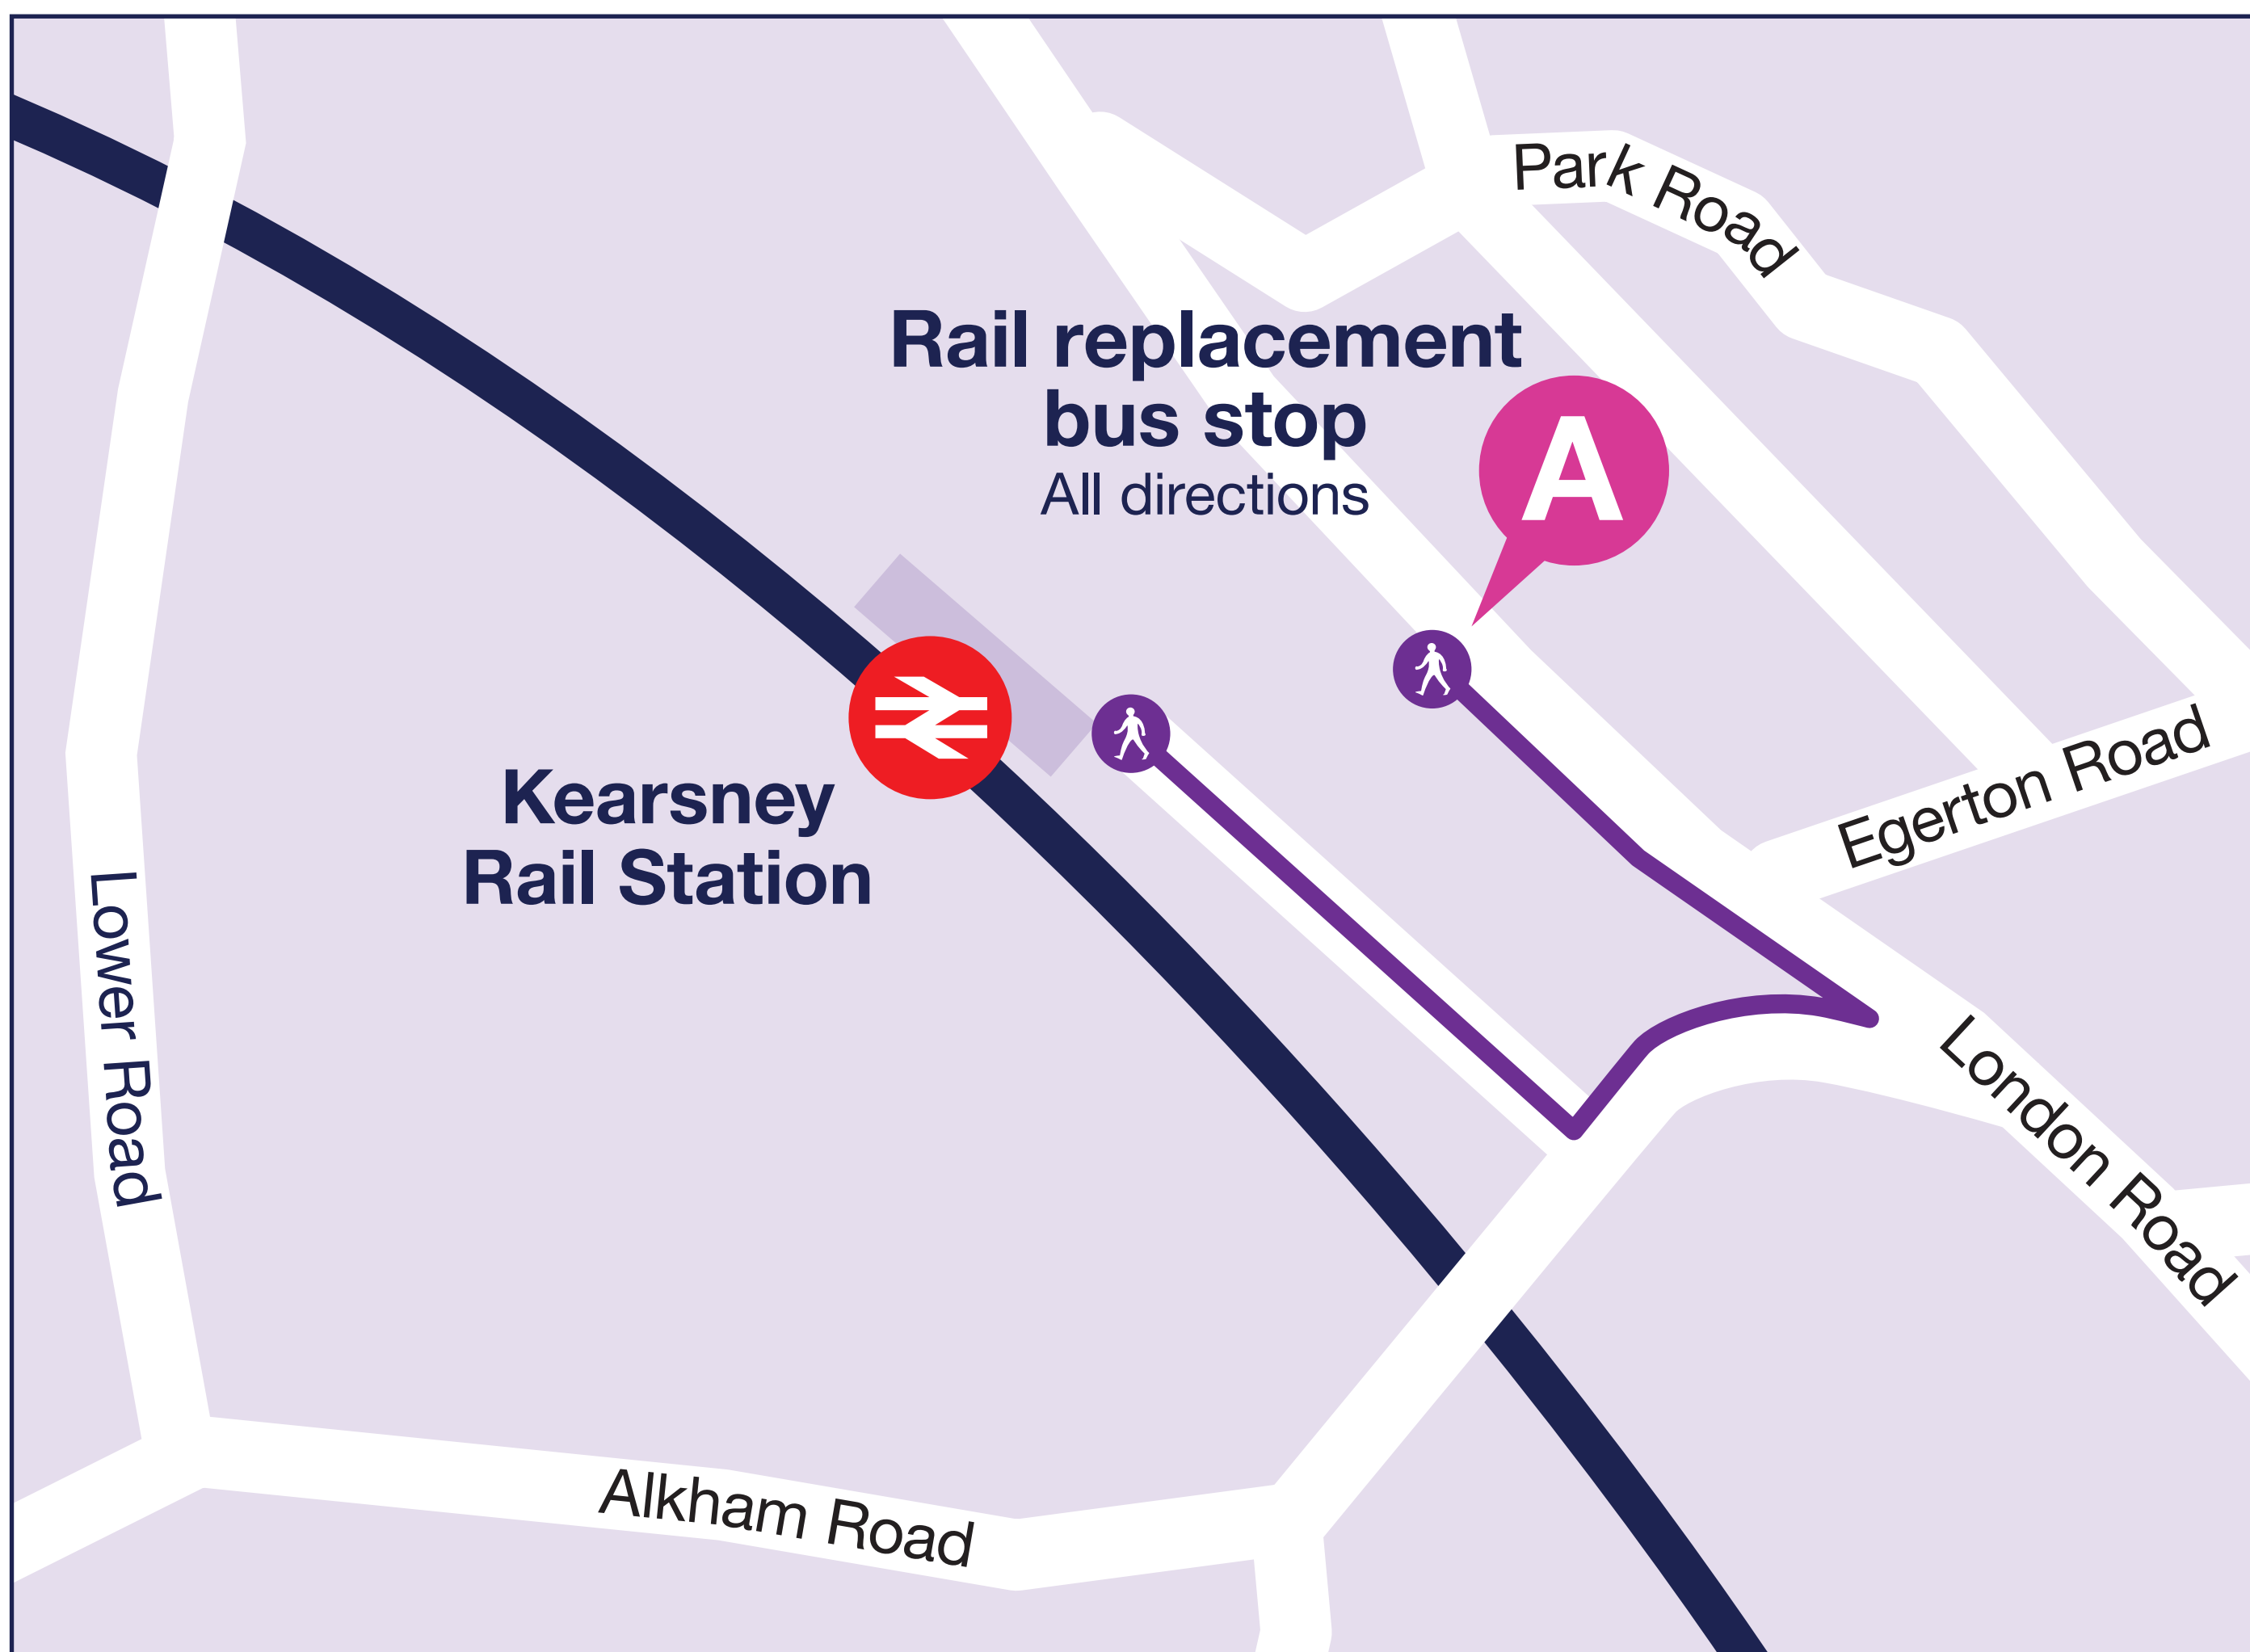 Park Road
Rail replacement
bus stop
All directions
A
Egerton Road
Kearsney
Rail Station
Lower Road
London Road
Alkham Road